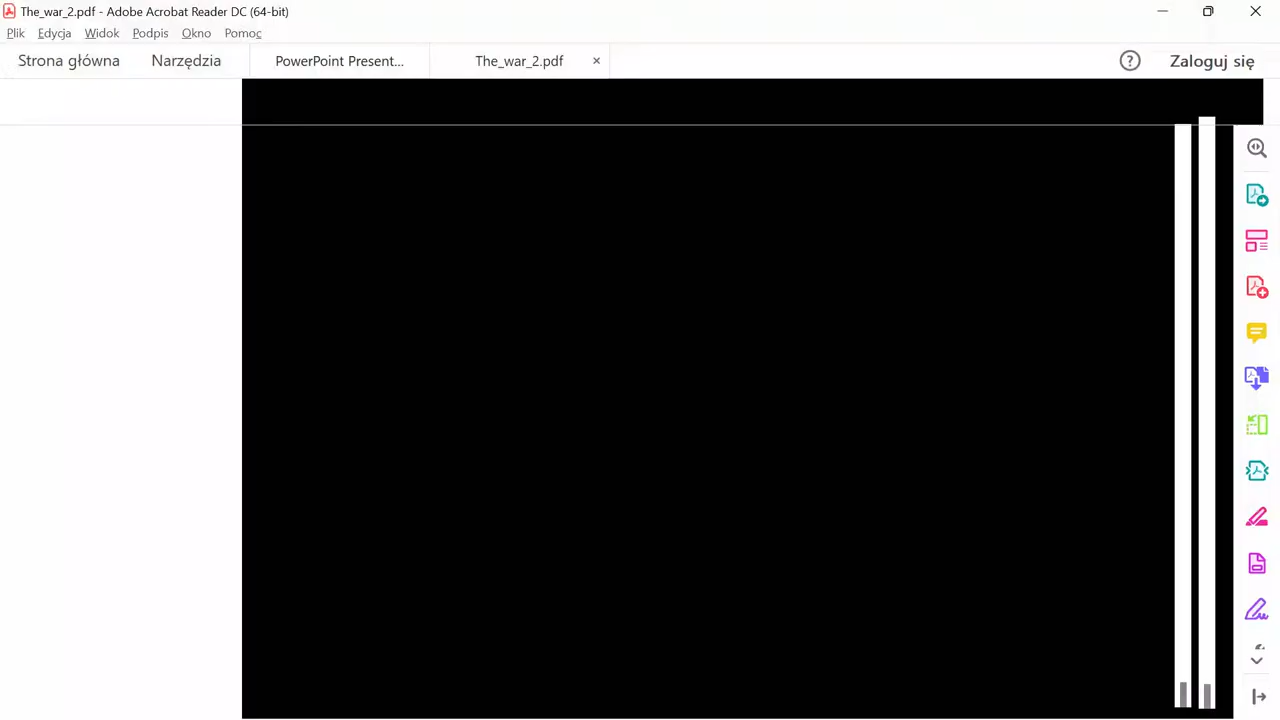 The_war_2.pdf - Adobe Acrobat Reader DC (64-bit)
Plik Edycja Widok Podpis Okno Pomoc
Strona główna Narzędzia PowerPoint Present... The_war_2.pdf Zaloguj się